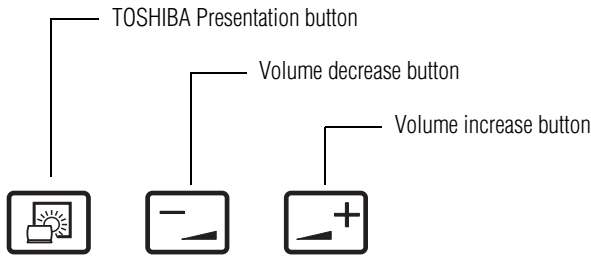 TOSHIBA Presentation button
Volume decrease button
Volume increase button